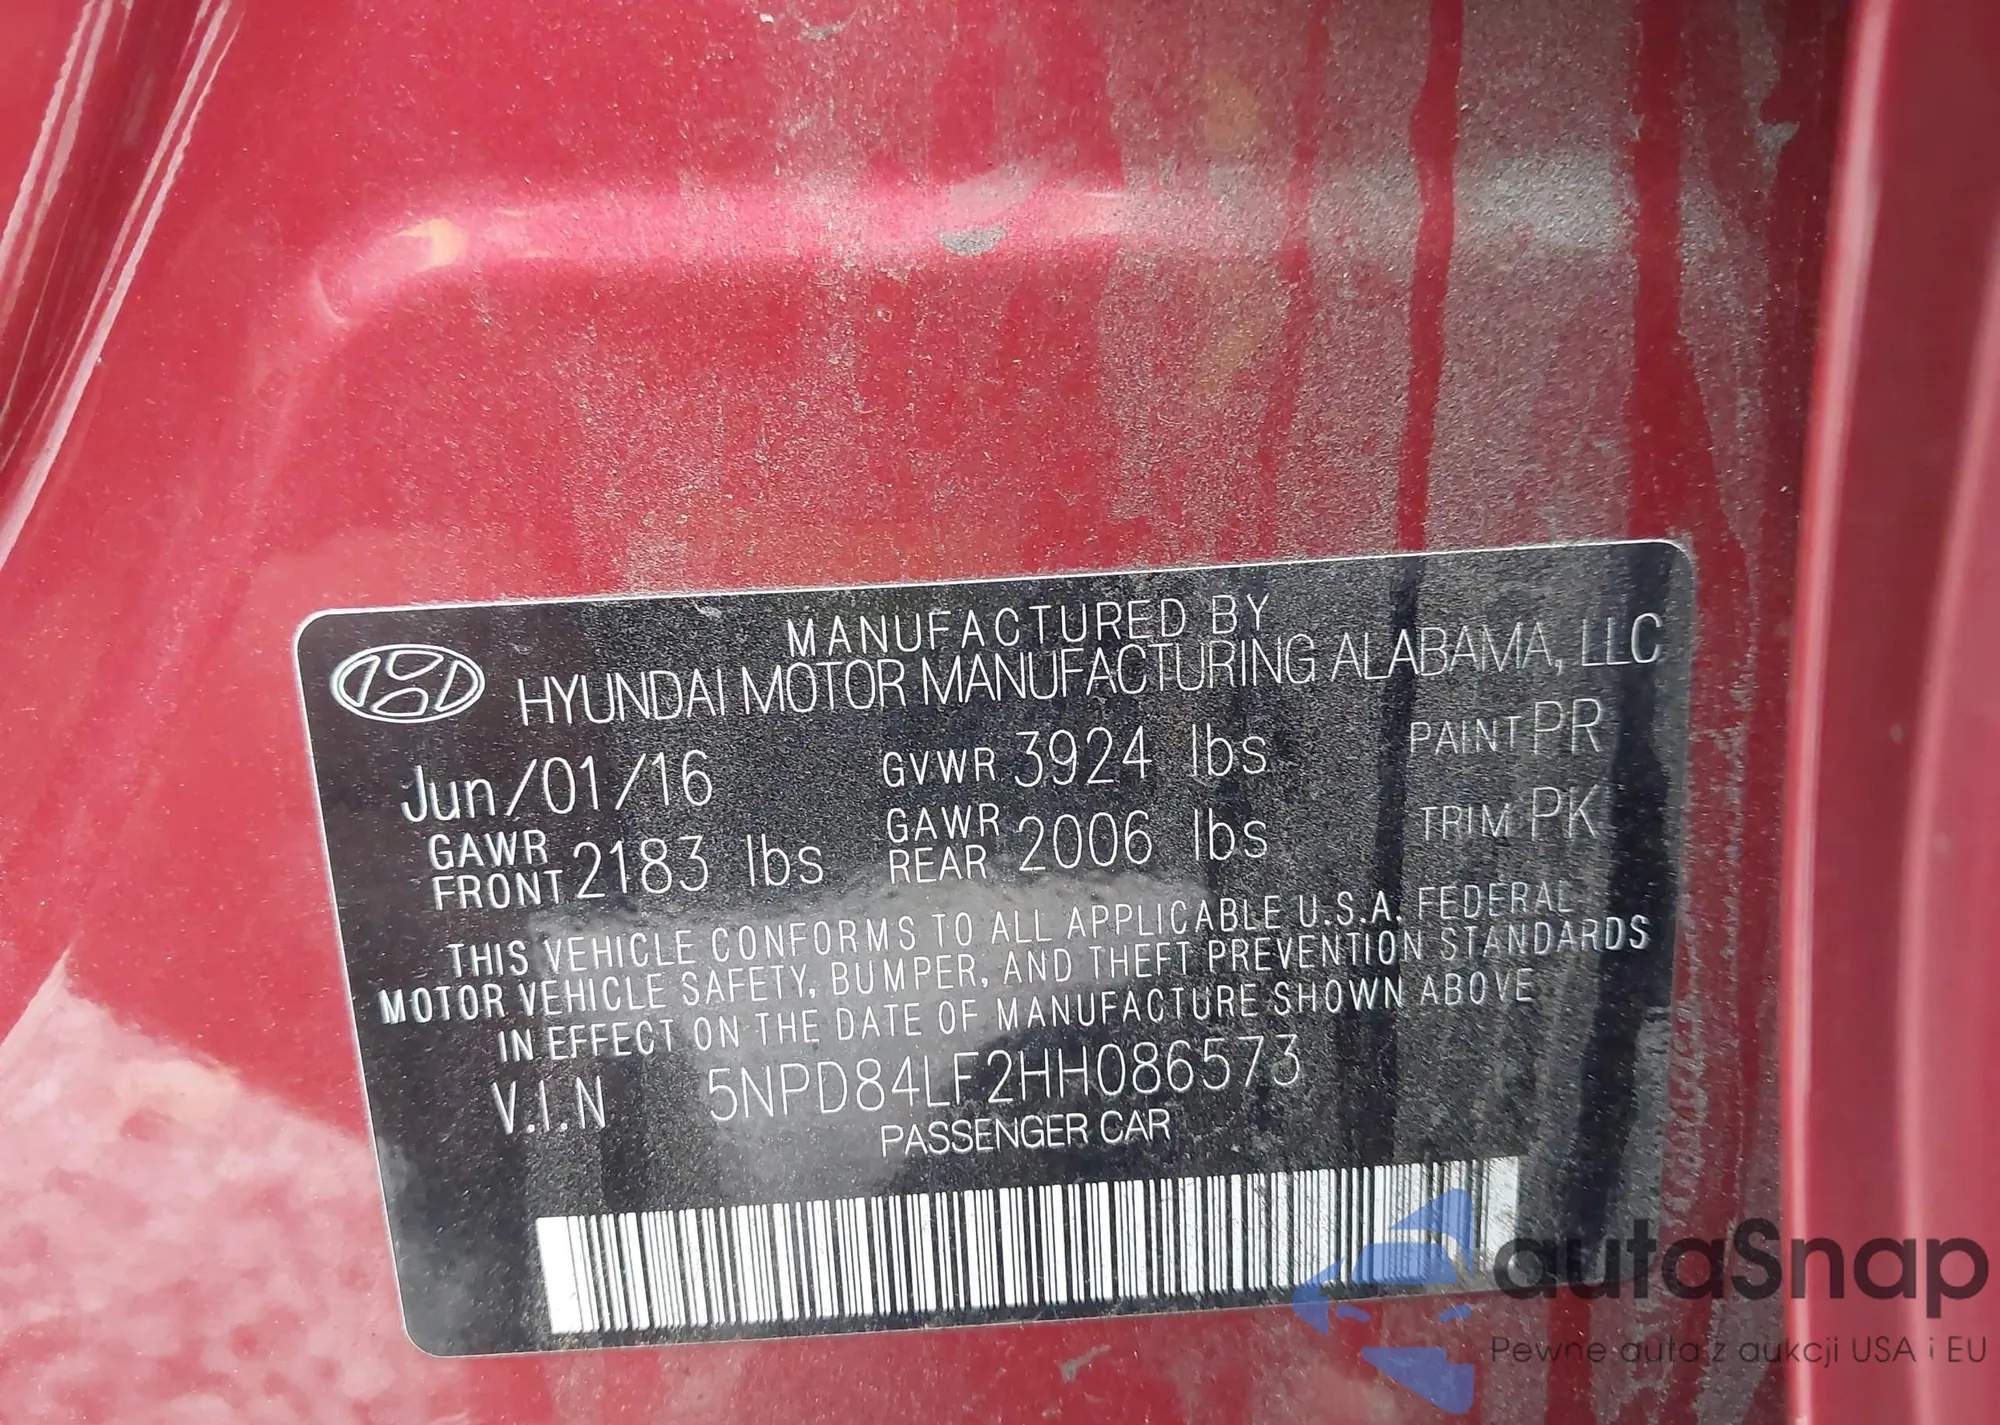 MANUFACTURED BY
HYUNDAI MOTOR MANUFACTURING ALABAMA, LLC
Jun/01/16 GVWR 3924 lbs PAINT PR
GAWR FRONT 2183 lbs GAWR REAR 2006 lbs TRIM PK
THIS VEHICLE CONFORMS TO ALL APPLICABLE U.S.A. FEDERAL
MOTOR VEHICLE SAFETY, BUMPER, AND THEFT PREVENTION STANDARDS
IN EFFECT ON THE DATE OF MANUFACTURE SHOWN ABOVE
V.I.N 5NPD84LF2HH086573
PASSENGER CAR
autaSnap
Pewne auta z aukcji USA i EU